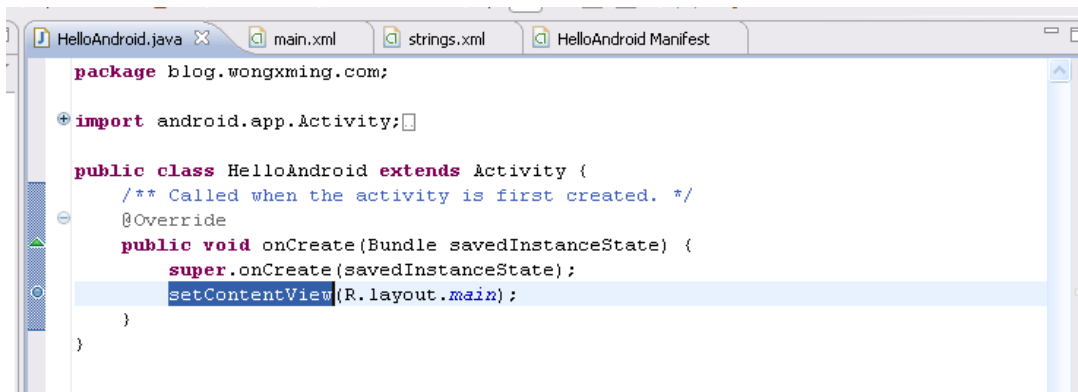 HelloAndroid.java main.xml strings.xml HelloAndroid Manifest
package blog.wongxming.com;
import android.app.Activity;
public class HelloAndroid extends Activity {
/** Called when the activity is first created. */
@Override
public void onCreate(Bundle savedInstanceState) {
super.onCreate(savedInstanceState);
setContentView(R.layout.main);
}
}